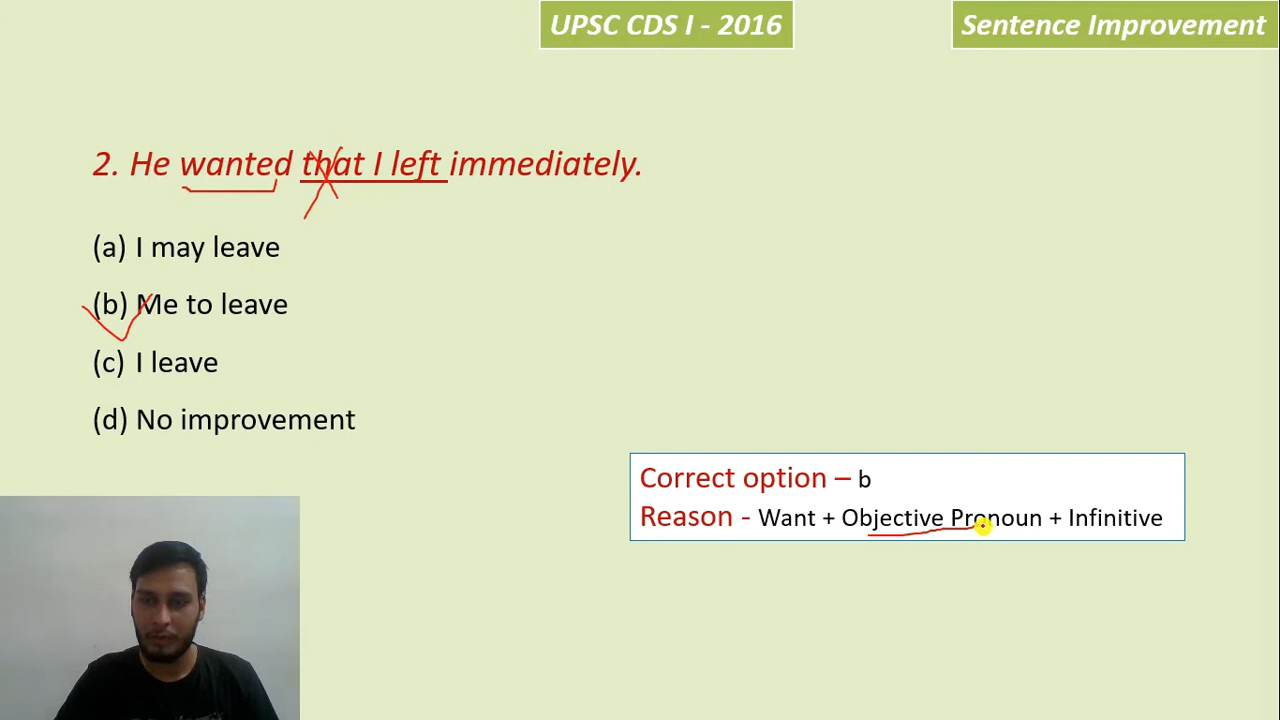 UPSC CDS I - 2016
Sentence Improvement
2. He wanted that I left immediately.
(a) I may leave
(b) Me to leave
(c) I leave
(d) No improvement
Correct option – b
Reason - Want + Objective Pronoun + Infinitive